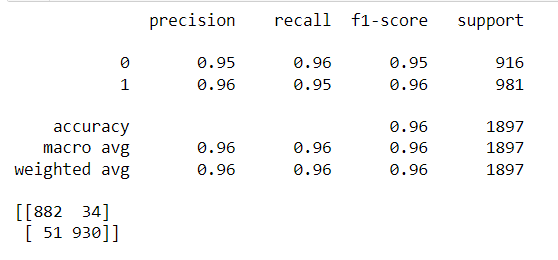 precision recall f1-score support
0 0.95 0.96 0.95 916
1 0.96 0.95 0.96 981
accuracy 0.96 1897
macro avg 0.96 0.96 0.96 1897
weighted avg 0.96 0.96 0.96 1897
[[882 34]
[ 51 930]]